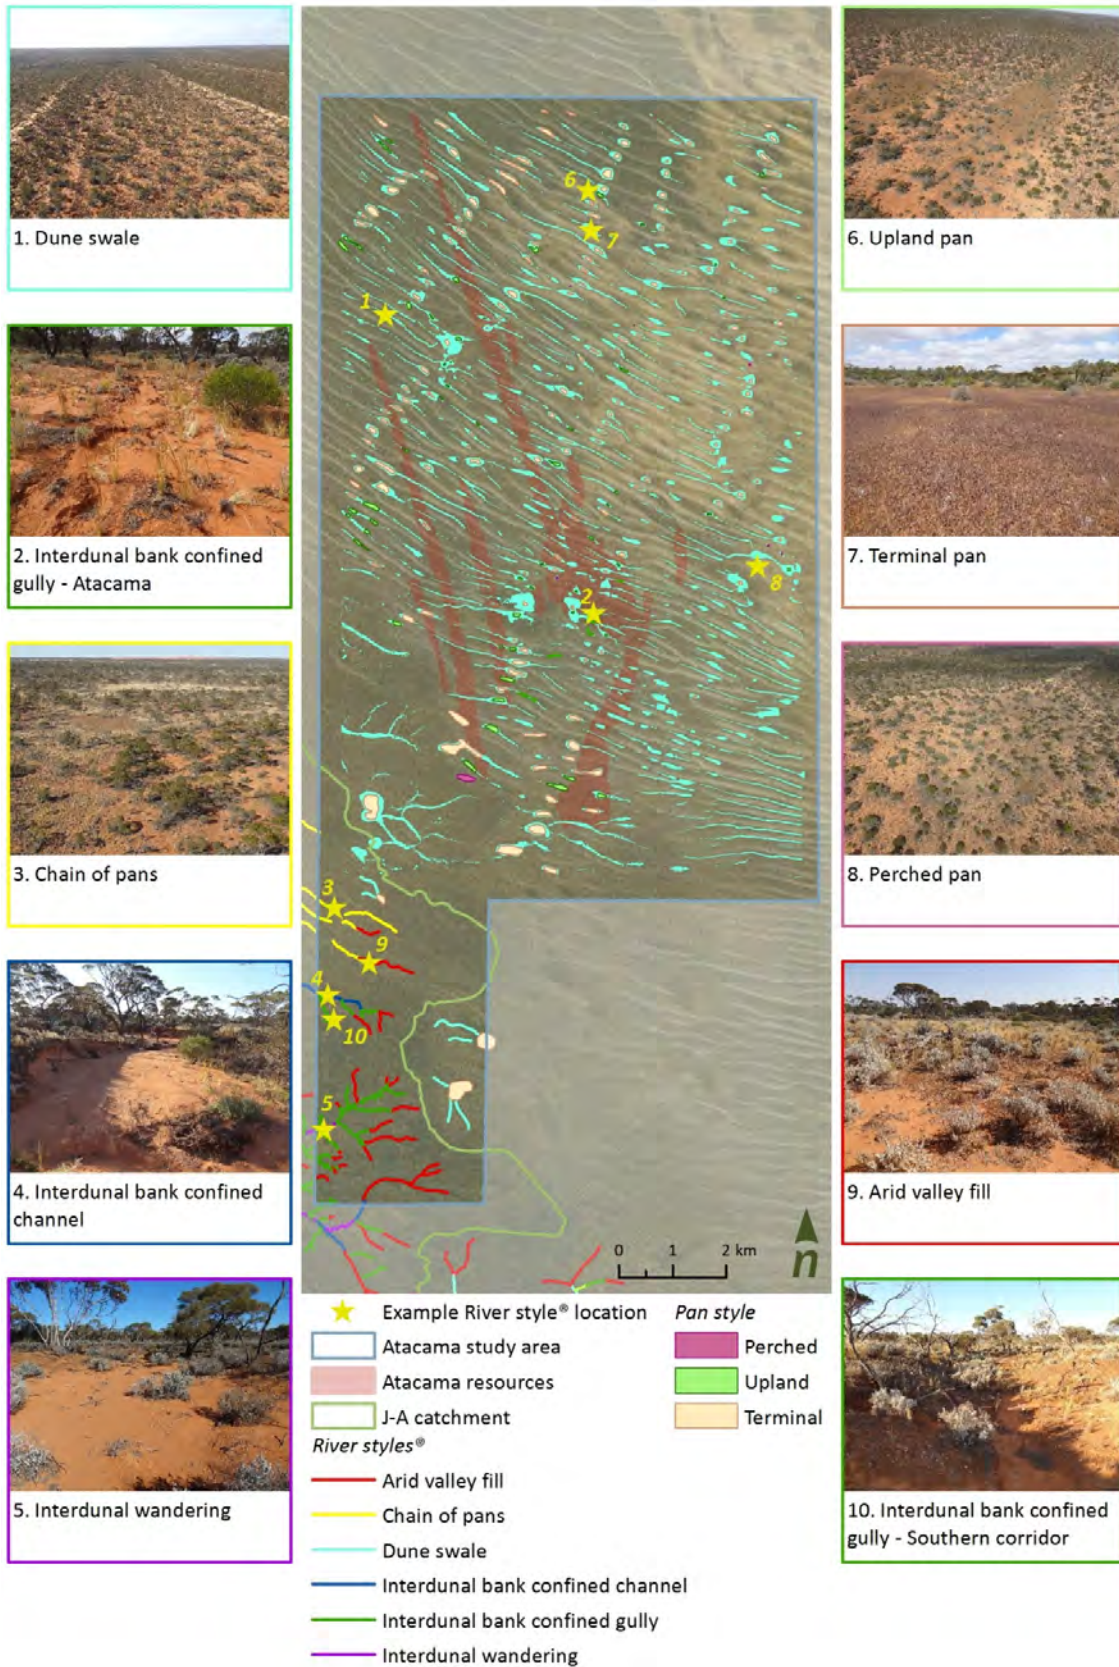 1. Dune swale
2. Interdunal bank confined
gully - Atacama
3. Chain of pans
4. Interdunal bank confined
channel
5. Interdunal wandering
6
7
1
8
2
3
9
4
10
5
0 1 2 km
n
6. Upland pan
7. Terminal pan
8. Perched pan
9. Arid valley fill
10. Interdunal bank confined
gully - Southern corridor
Example River style® location
Atacama study area
Atacama resources
J-A catchment
River styles®
Arid valley fill
Chain of pans
Dune swale
Interdunal bank confined channel
Interdunal bank confined gully
Interdunal wandering
Pan style
Perched
Upland
Terminal